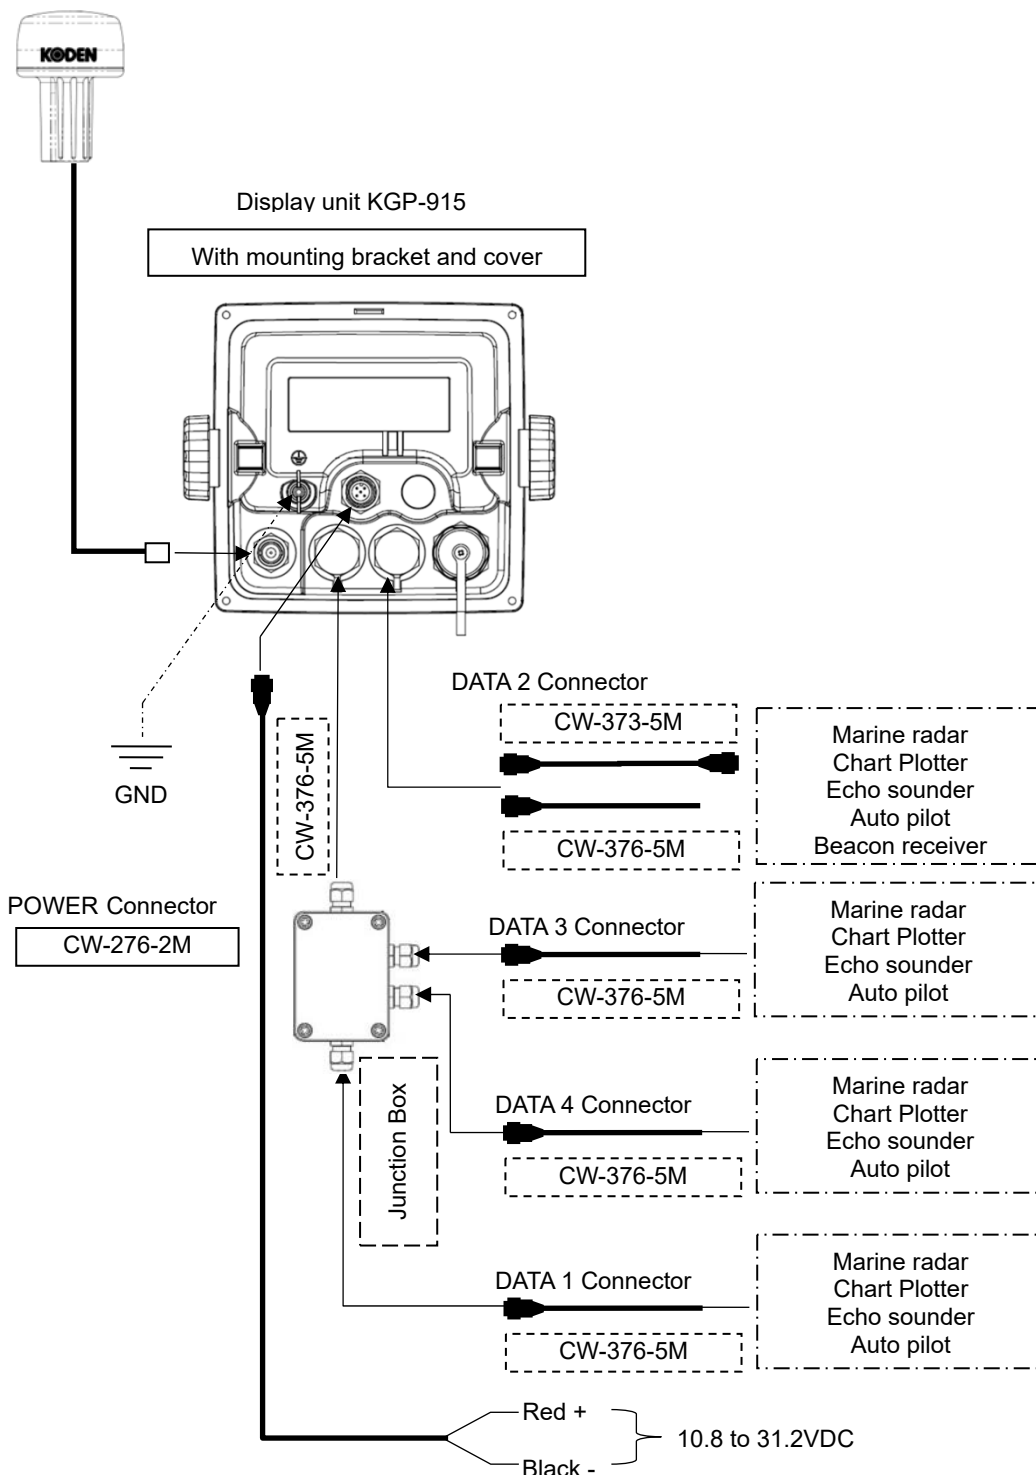 KODEN
Display unit KGP-915
With mounting bracket and cover
DATA 2 Connector
CW-373-5M
CW-376-5M
Marine radar
Chart Plotter
Echo sounder
Auto pilot
Beacon receiver
GND
CW-376-5M
POWER Connector
CW-276-2M
DATA 3 Connector
CW-376-5M
Marine radar
Chart Plotter
Echo sounder
Auto pilot
Junction Box
DATA 4 Connector
CW-376-5M
Marine radar
Chart Plotter
Echo sounder
Auto pilot
DATA 1 Connector
CW-376-5M
Marine radar
Chart Plotter
Echo sounder
Auto pilot
Red +
10.8 to 31.2VDC
Black -